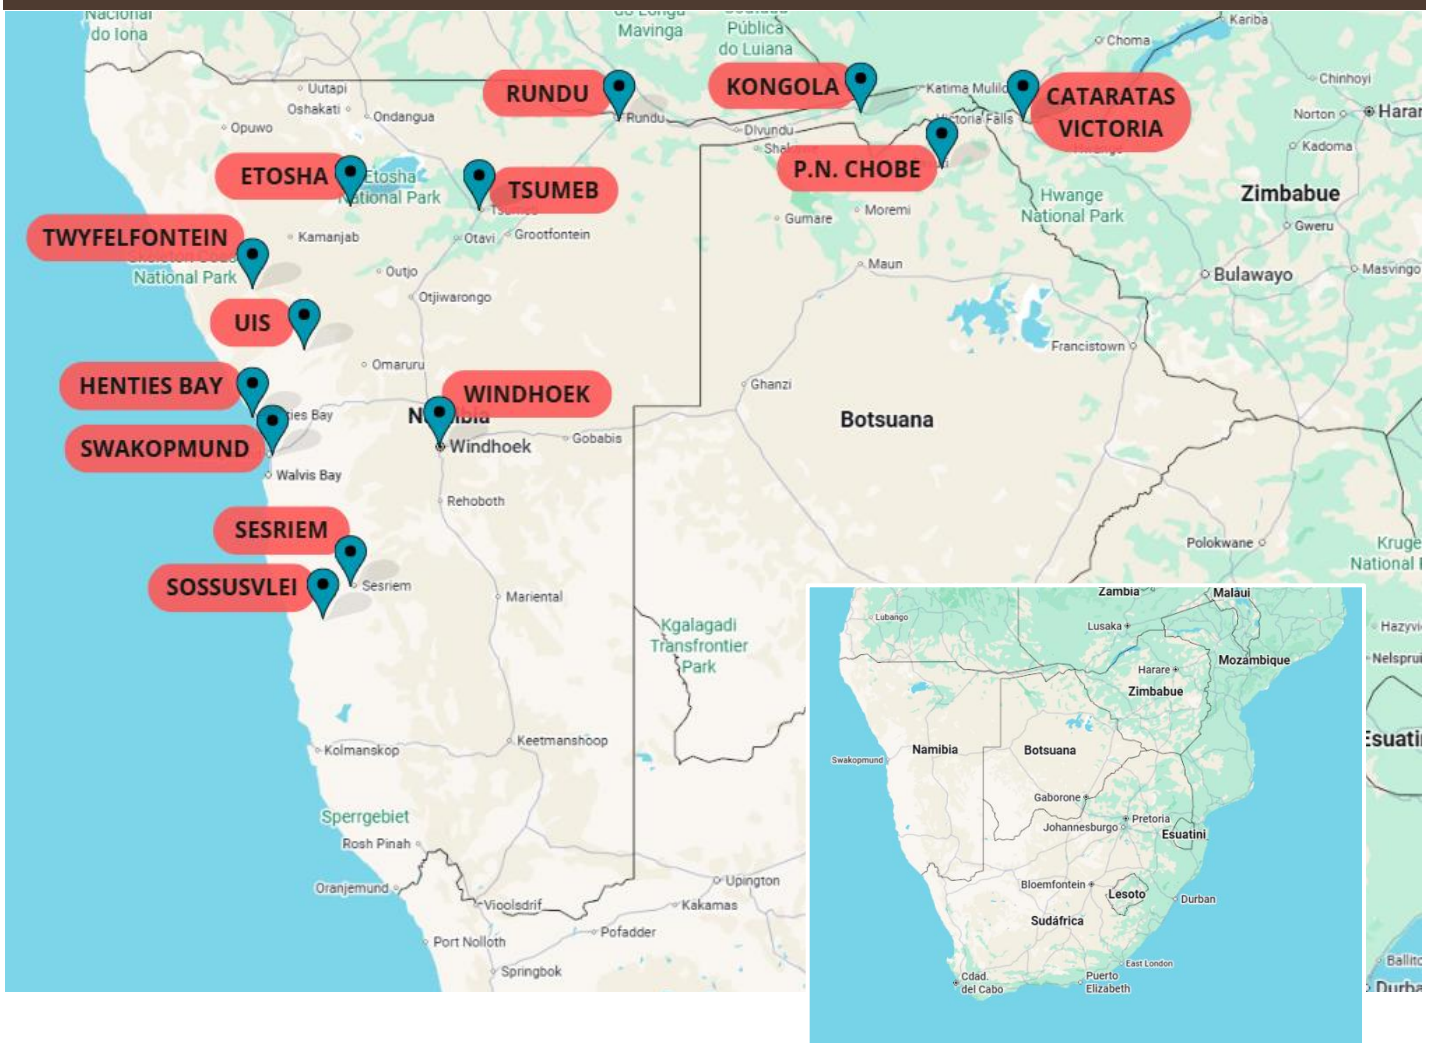 Nacional
do Iona
Mavinga
Pública
do Luiana
Kariba
Choma
Uutapi
Oshakati
Ondangua
Opuwo
RUNDU
Rundu
KONGOLA
Katima Mulilo
CATARATAS
VICTORIA
Victoria Falls
Chinhoyi
Norton
Harar
Kadoma
Divundu
P.N. CHOBE
ETOSHA
Etosha
National Park
TSUMEB
Hwange
National Park
Zimbabue
Gweru
Gumare
Moremi
TWYFELFONTEIN
National Park
Kamanjab
Otavi
Grootfontein
Outjo
Otjiwarongo
Maun
Bulawayo
Masvingo
UIS
Omaruru
Francistown
HENTIES BAY
ties Bay
WINDHOEK
Windhoek
Gobabis
Ghanzi
Botsuana
SWAKOPMUND
Walvis Bay
Rehoboth
SESRIEM
Sesriem
SOSSUSVLEI
Mariental
Polokwane
Kruge
National
Kgalagadi
Transfrontier
Park
Kolmanskop
Keetmanshoop
Sperrgebiet
Rosh Pinah
Oranjemund
Vioolsdrif
Upington
Kakamas
Port Nolloth
Pofadder
Springbok
Hazyvi
Nelsprui
Esuati
Ballito
Durba
Zambia
Malaui
Lubango
Lusaka
Mozambique
Harare
Zimbabue
Namibia
Botsuana
Swakopmund
Gaborone
Pretoria
Johannesburgo
Esuatini
Bloemfontein
Lesoto
Durban
Sudáfrica
East London
Cdad.
del Cabo
Puerto
Elizabeth